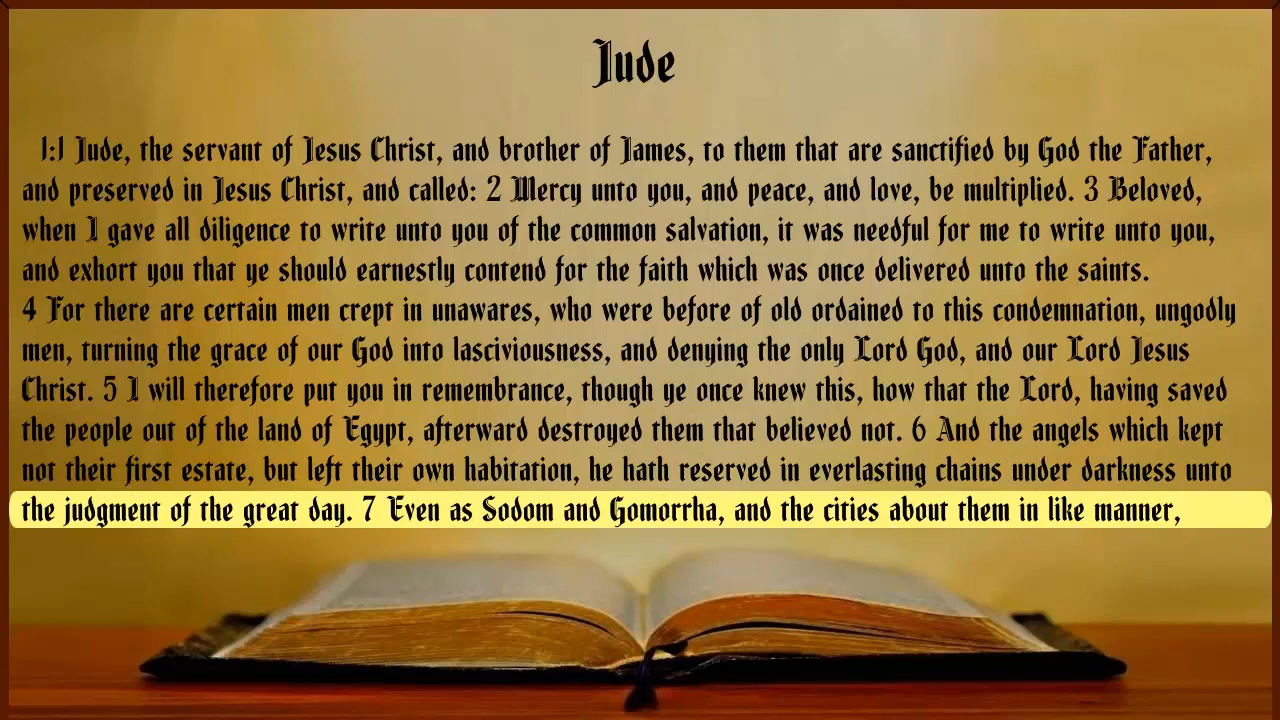 Jude
1:1 Jude, the servant of Jesus Christ, and brother of James, to them that are sanctified by God the Father,
and preserved in Jesus Christ, and called: 2 Mercy unto you, and peace, and love, be multiplied. 3 Beloved,
when I gave all diligence to write unto you of the common salvation, it was needful for me to write unto you,
and exhort you that ye should earnestly contend for the faith which was once delivered unto the saints.
4 For there are certain men crept in unawares, who were before of old ordained to this condemnation, ungodly
men, turning the grace of our God into lasciviousness, and denying the only Lord God, and our Lord Jesus
Christ. 5 I will therefore put you in remembrance, though ye once knew this, how that the Lord, having saved
the people out of the land of Egypt, afterward destroyed them that believed not. 6 And the angels which kept
not their first estate, but left their own habitation, he hath reserved in everlasting chains under darkness unto
the judgment of the great day. 7 Even as Sodom and Gomorrha, and the cities about them in like manner,